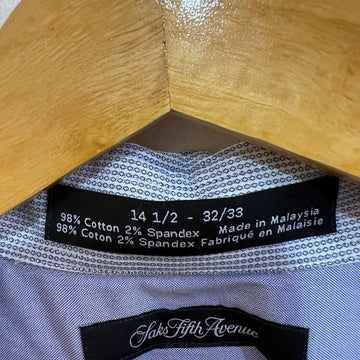 14 1/2 - 32/33
98% Cotton 2% Spandex Made in Malaysia
98% Coton 2% Spandex Fabriqué en Malaisie
Saks Fifth Avenue